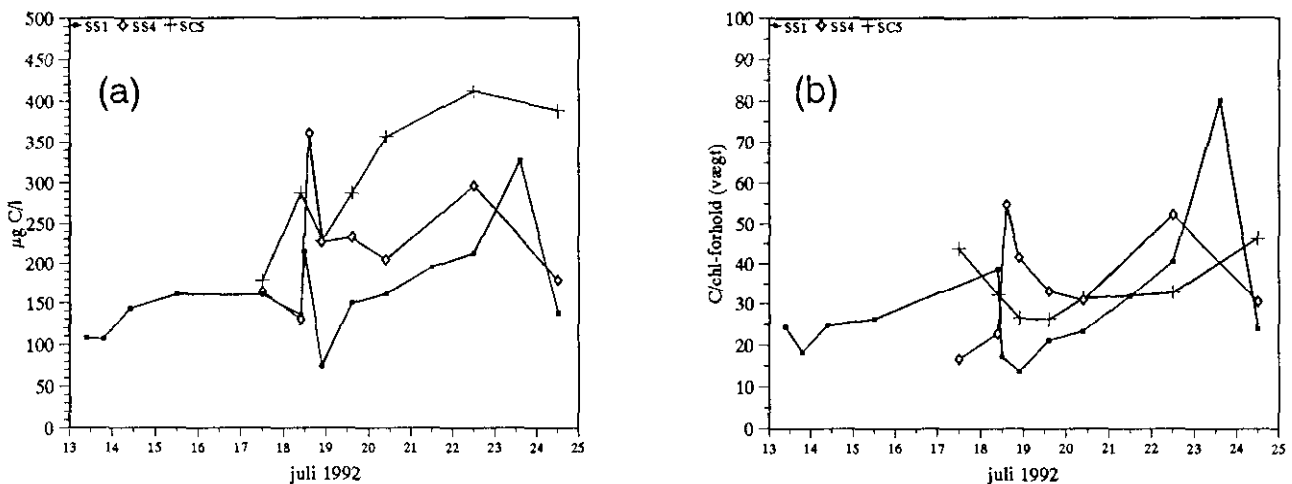 500
450
400
350
300
250
200
150
100
50
0
µg C/l
SS1 SS4 SC5
(a)
13 14 15 16 17 18 19 20 21 22 23 24 25
juli 1992
100
90
80
70
60
50
40
30
20
10
0
C/chl-forhold (vægt)
SS1 SS4 SC5
(b)
13 14 15 16 17 18 19 20 21 22 23 24 25
juli 1992